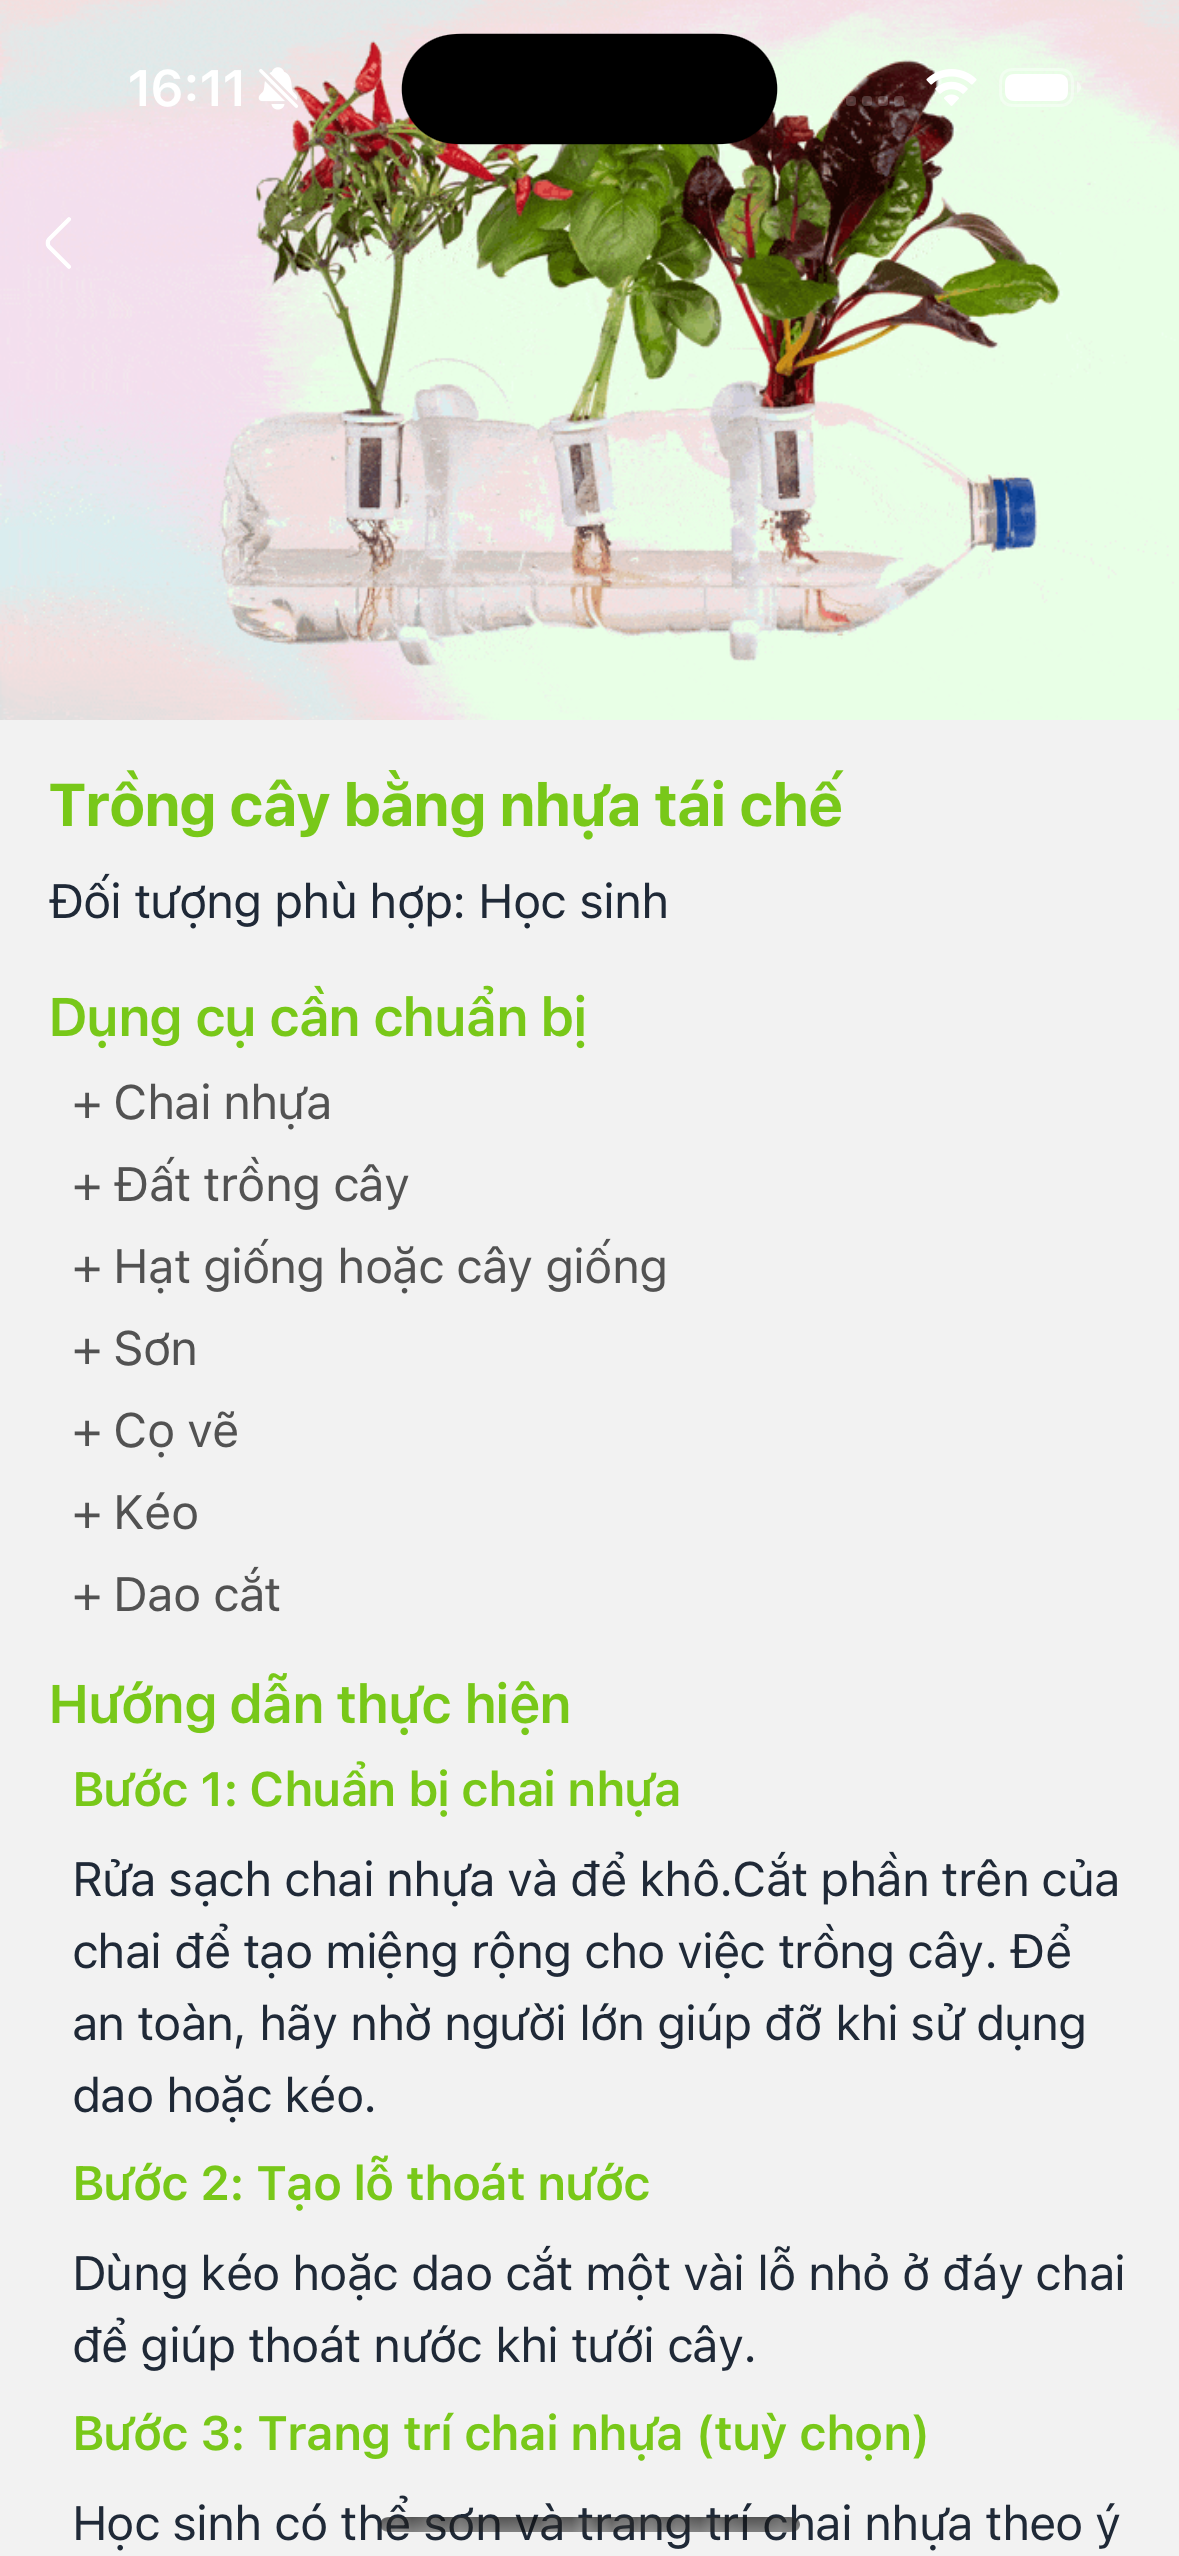 16:11
Trồng cây bằng nhựa tái chế
Đối tượng phù hợp: Học sinh
Dụng cụ cần chuẩn bị
+ Chai nhựa
+ Đất trồng cây
+ Hạt giống hoặc cây giống
+ Sơn
+ Cọ vẽ
+ Kéo
+ Dao cắt
Hướng dẫn thực hiện
Bước 1: Chuẩn bị chai nhựa
Rửa sạch chai nhựa và để khô.Cắt phần trên của
chai để tạo miệng rộng cho việc trồng cây. Để
an toàn, hãy nhờ người lớn giúp đỡ khi sử dụng
dao hoặc kéo.
Bước 2: Tạo lỗ thoát nước
Dùng kéo hoặc dao cắt một vài lỗ nhỏ ở đáy chai
để giúp thoát nước khi tưới cây.
Bước 3: Trang trí chai nhựa (tuỳ chọn)
Học sinh có thể sơn và trang trí chai nhựa theo ý